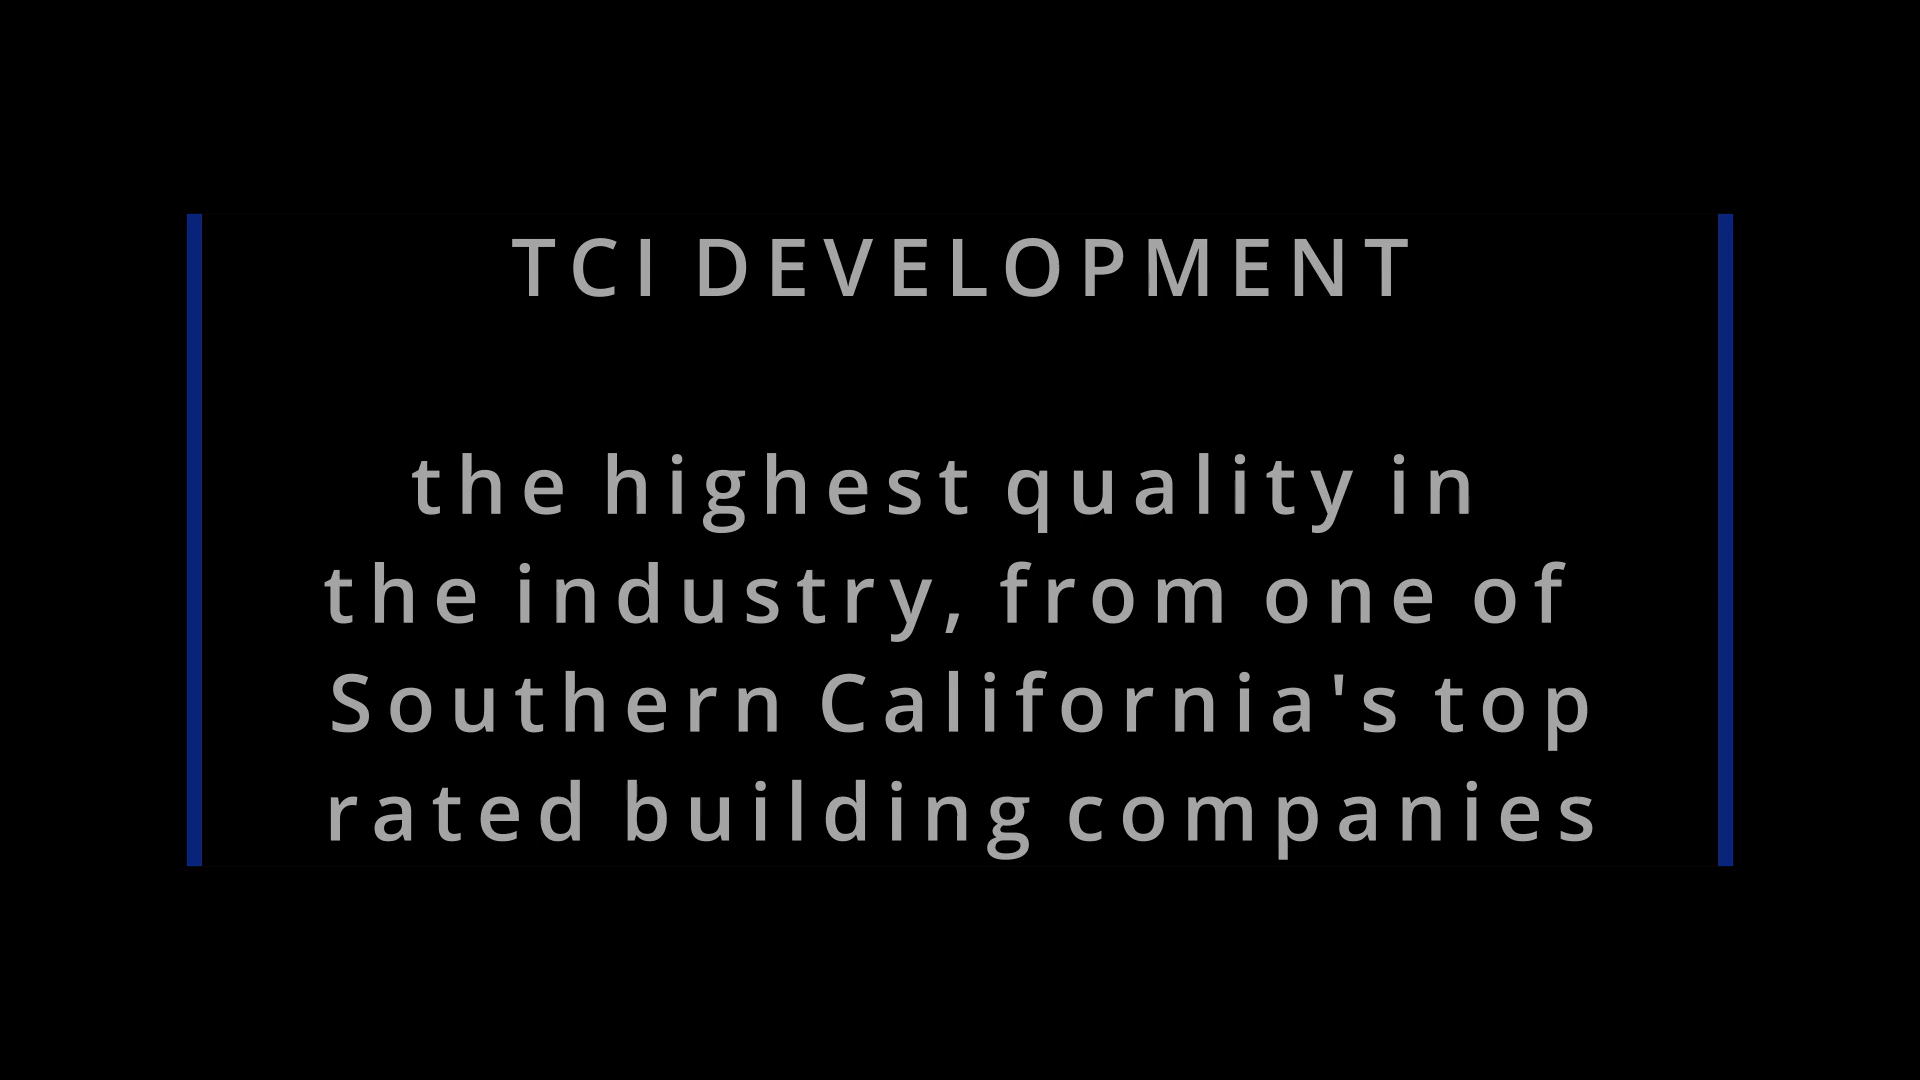 TCI DEVELOPMENT
the highest quality in
the industry, from one of
Southern California's top
rated building companies